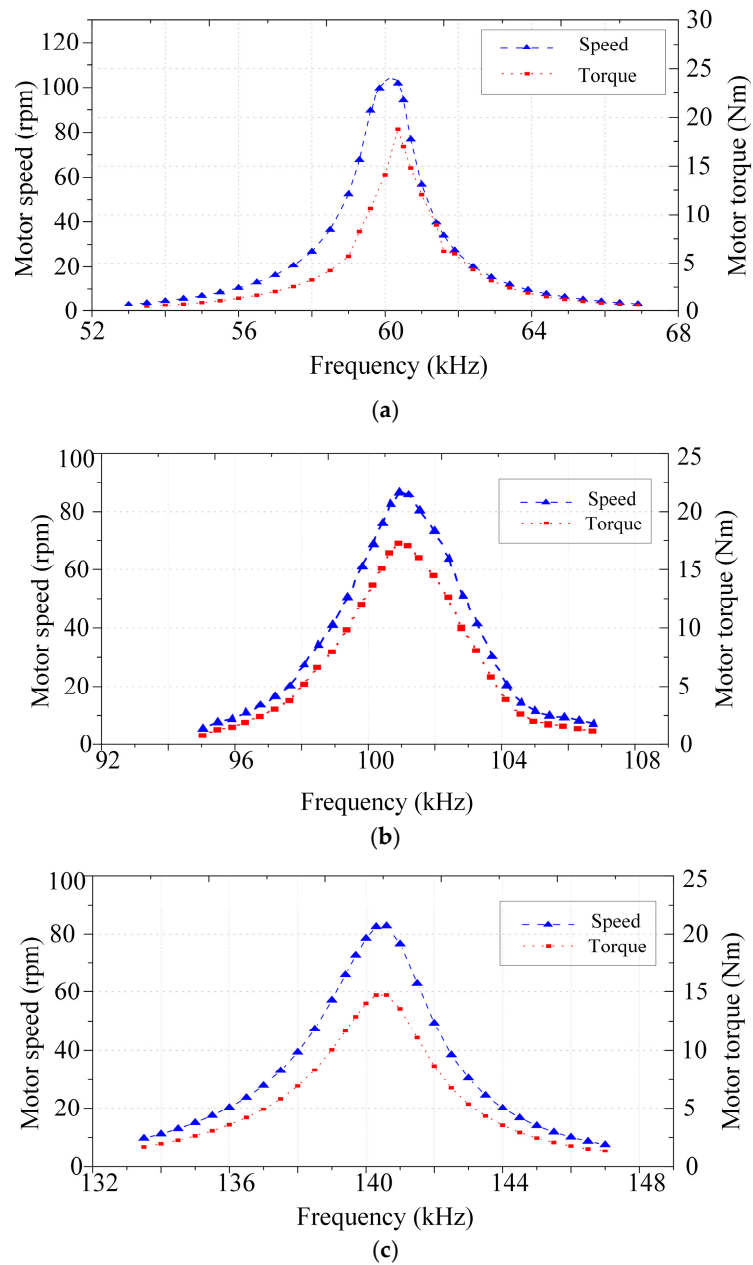 120
100
80
60
40
20
0
Motor speed (rpm)
30
25
20
15
10
5
0
Motor torque (Nm)
Speed
Torque
52
56
60
64
68
Frequency (kHz)
(a)
100
80
60
40
20
0
Motor speed (rpm)
25
20
15
10
5
0
Motor torque (Nm)
Speed
Torquc
92
96
100
104
108
Frequency (kHz)
(b)
100
80
60
40
20
0
Motor speed (rpm)
25
20
15
10
5
0
Motor torque (Nm)
Speed
Torque
132
136
140
144
148
Frequency (kHz)
(c)